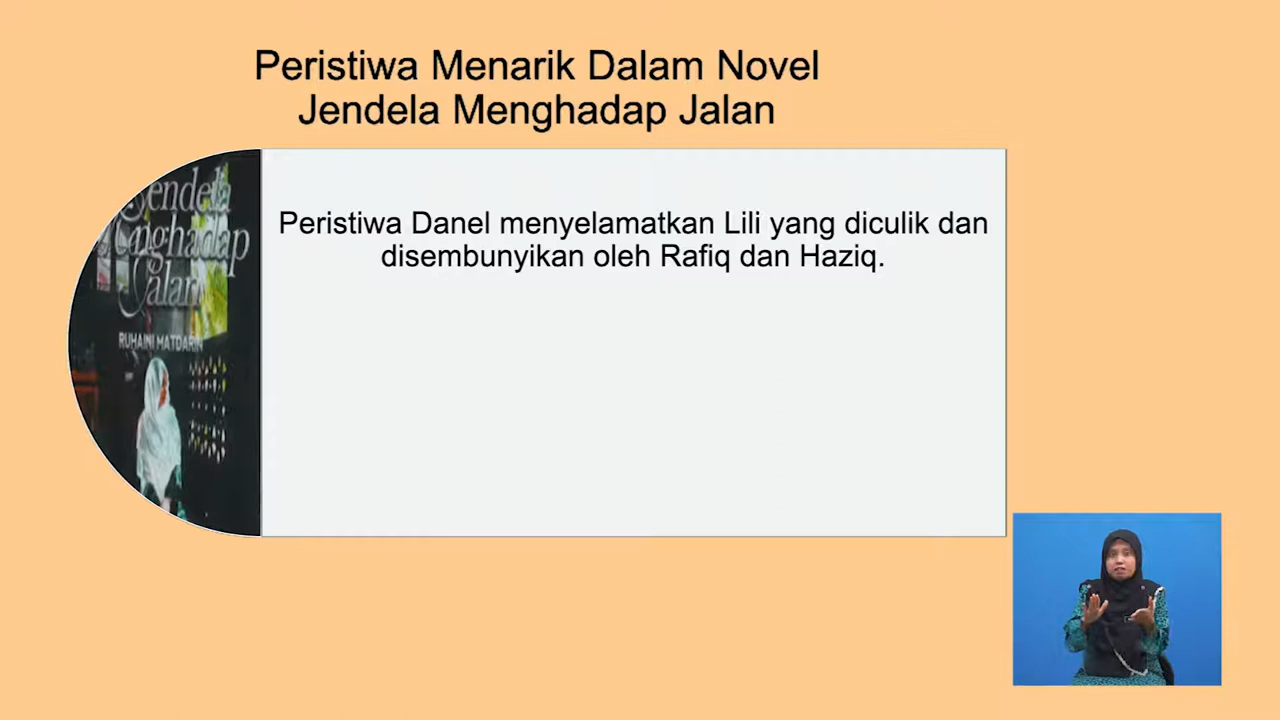 Peristiwa Menarik Dalam Novel
Jendela Menghadap Jalan
Jendela
Menghadap
Jalan
RUHAINI MATDARIN
Peristiwa Danel menyelamatkan Lili yang diculik dan
disembunyikan oleh Rafiq dan Haziq.